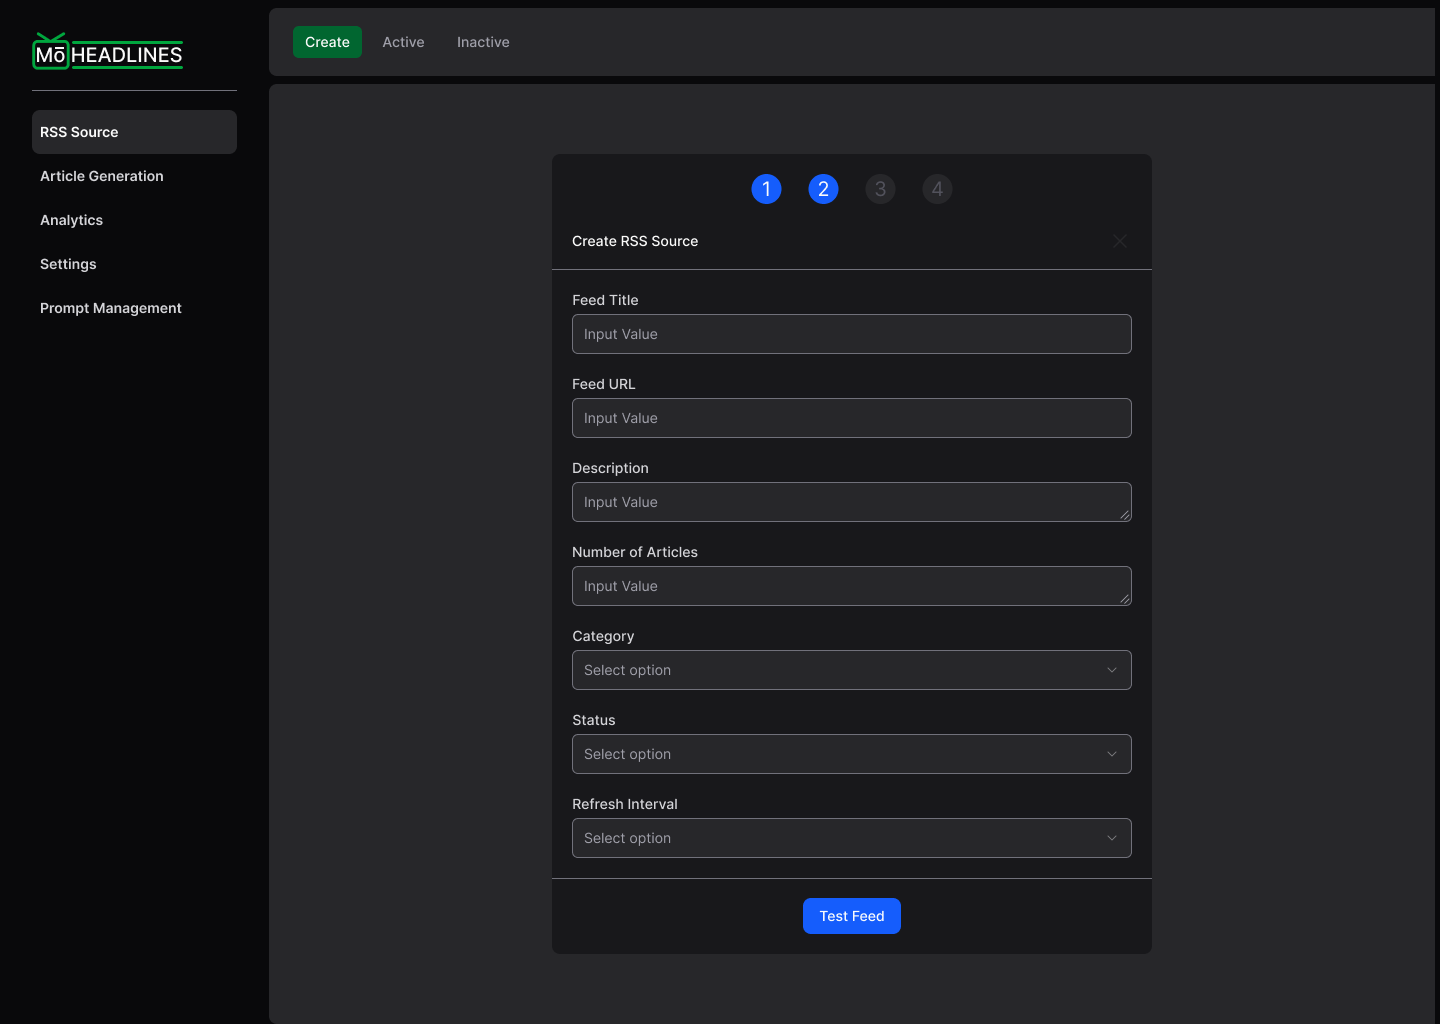 Mō HEADLINES
RSS Source
Article Generation
Analytics
Settings
Prompt Management
Create Active Inactive
1 2 3 4
Create RSS Source
Feed Title
Input Value
Feed URL
Input Value
Description
Input Value
Number of Articles
Input Value
Category
Select option
Status
Select option
Refresh Interval
Select option
Test Feed